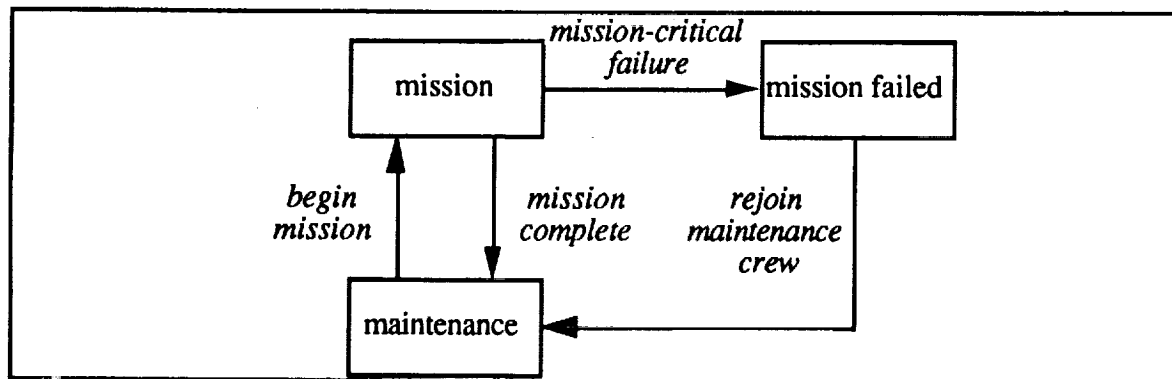 mission-critical
failure
mission
mission failed
begin
mission
mission
complete
rejoin
maintenance
crew
maintenance